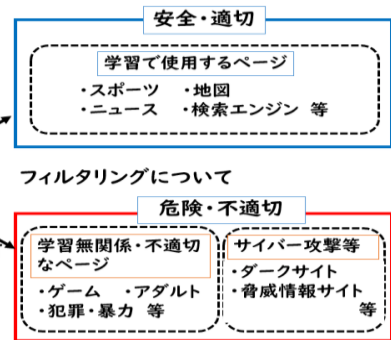 安全・適切
学習で使用するページ
・スポーツ ・地図
・ニュース ・検索エンジン 等
フィルタリングについて
危険・不適切
学習無関係・不適切
なページ
・ゲーム ・アダルト
・犯罪・暴力 等
サイバー攻撃等
・ダークサイト
・脅威情報サイト
等